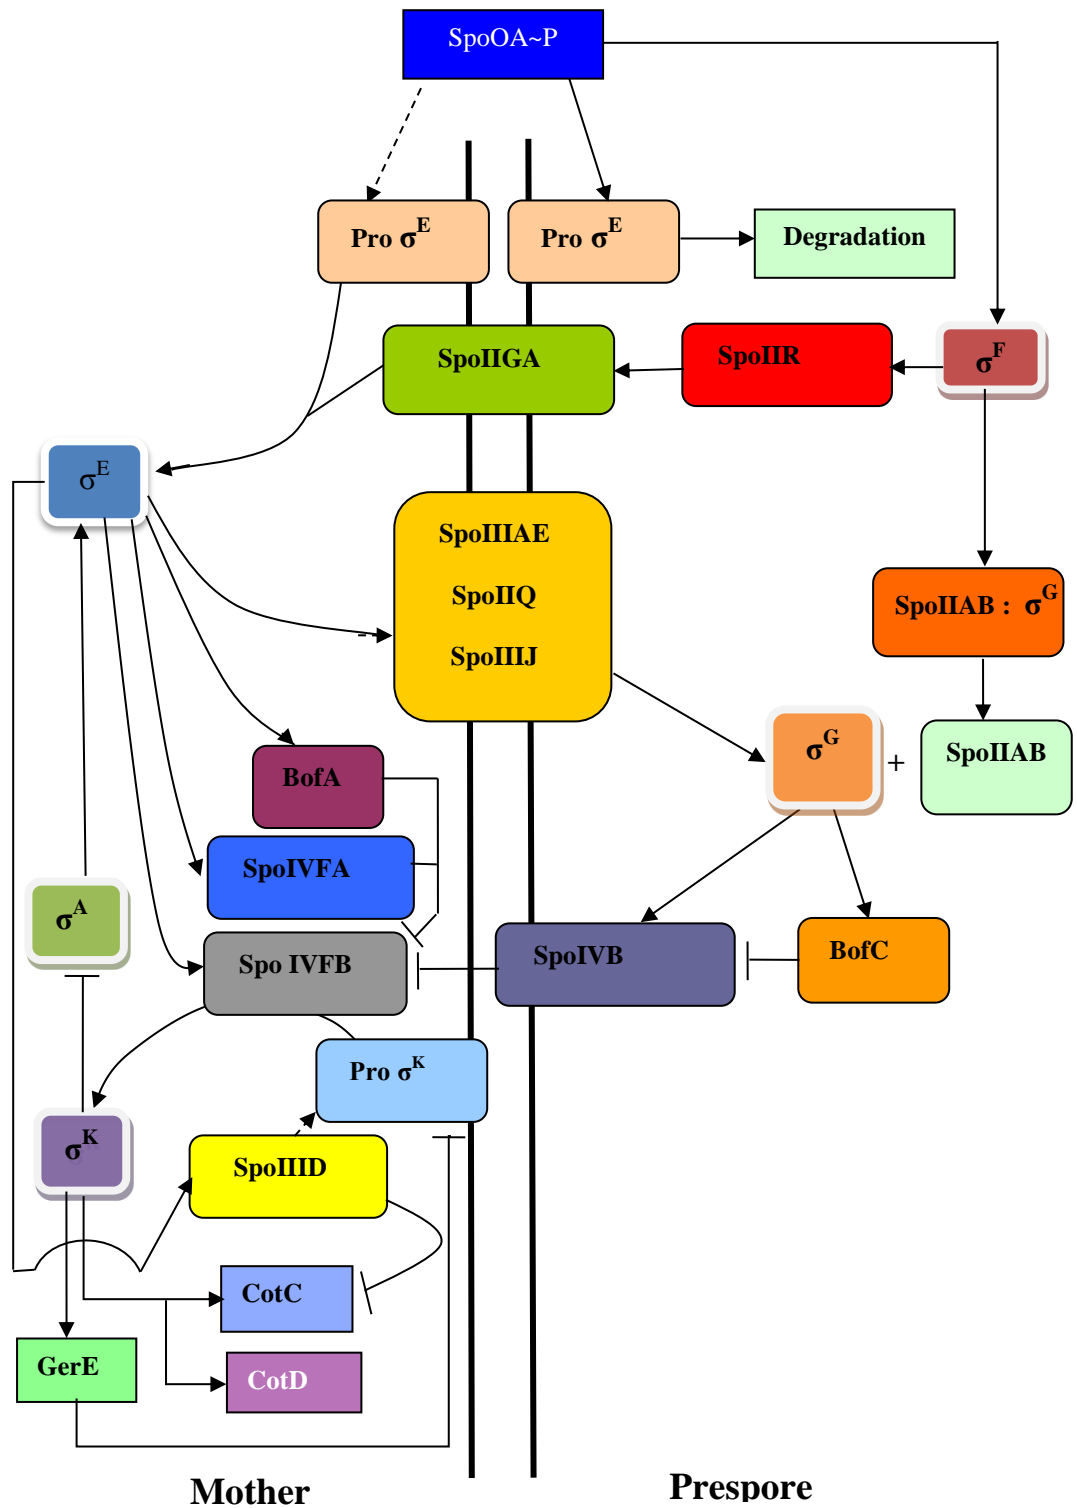 SpoOA~P
Pro σE
Pro σE
Degradation
SpoIIGA
SpoIIR
σF
σE
SpoIIIAE
SpoIIQ
SpoIIIJ
SpoIIAB : σG
σG
+
SpoIIAB
BofA
SpoIVFA
σA
Spo IVFB
SpoIVB
BofC
Pro σK
σK
SpoIIID
CotC
GerE
CotD
Mother
Prespore